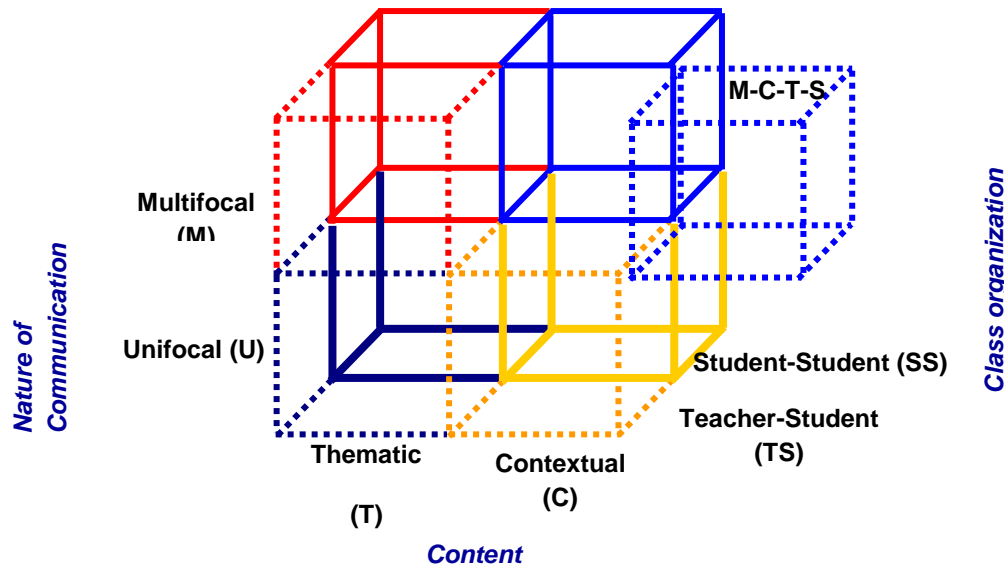 M-C-T-S
Multifocal
(M)
Nature of
Communication
Unifocal (U)
Class organization
Student-Student (SS)
Teacher-Student
(TS)
Thematic
(T)
Contextual
(C)
Content